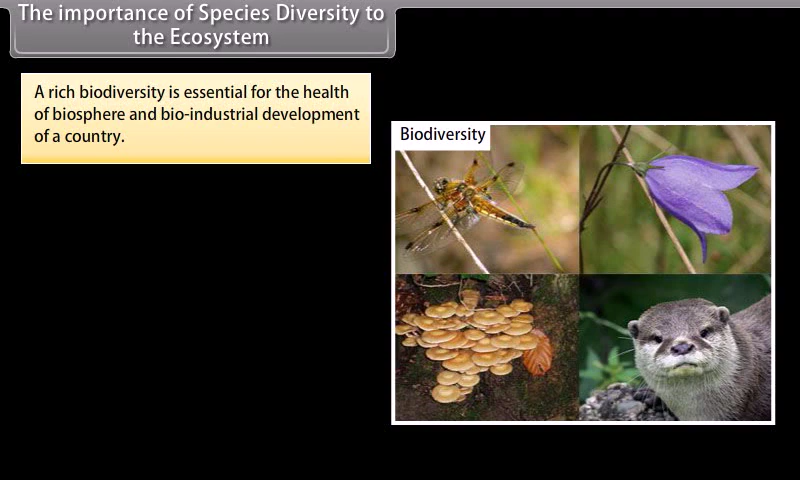 The importance of Species Diversity to
the Ecosystem
A rich biodiversity is essential for the health
of biosphere and bio-industrial development
of a country.
Biodiversity